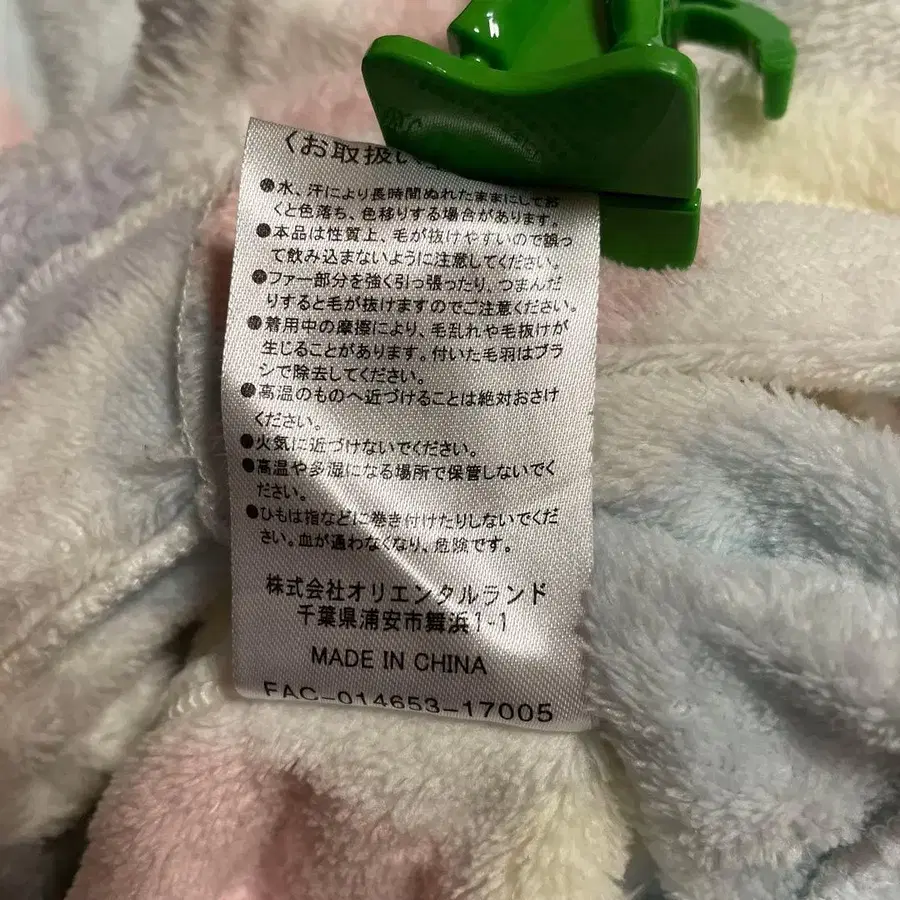 〈お取扱い
●水、汗により長時間ぬれたままにしてお
くと色落ち、色移りする場合があります。
●本品は性質上、毛が抜けやすいので誤っ
て飲み込まないように注意してください。
●ファー部分を強く引っ張ったり、つまんだ
りすると毛が抜けますのでご注意ください。
●着用中の摩擦により、毛乱れや毛抜けが
生じることがあります。付いた毛羽はブラ
シで除去してください。
●高温のものへ近づけることは絶対おさけ
ください。
●火気に近づけないでください。
●高温や多湿になる場所で保管しないでく
ださい。
●ひもは指などに巻き付けたりしないでくだ
さい。血が通わなくなり、危険です。
株式会社オリエンタルランド
千葉県浦安市舞浜1-1
MADE IN CHINA
FAC-014653-17005